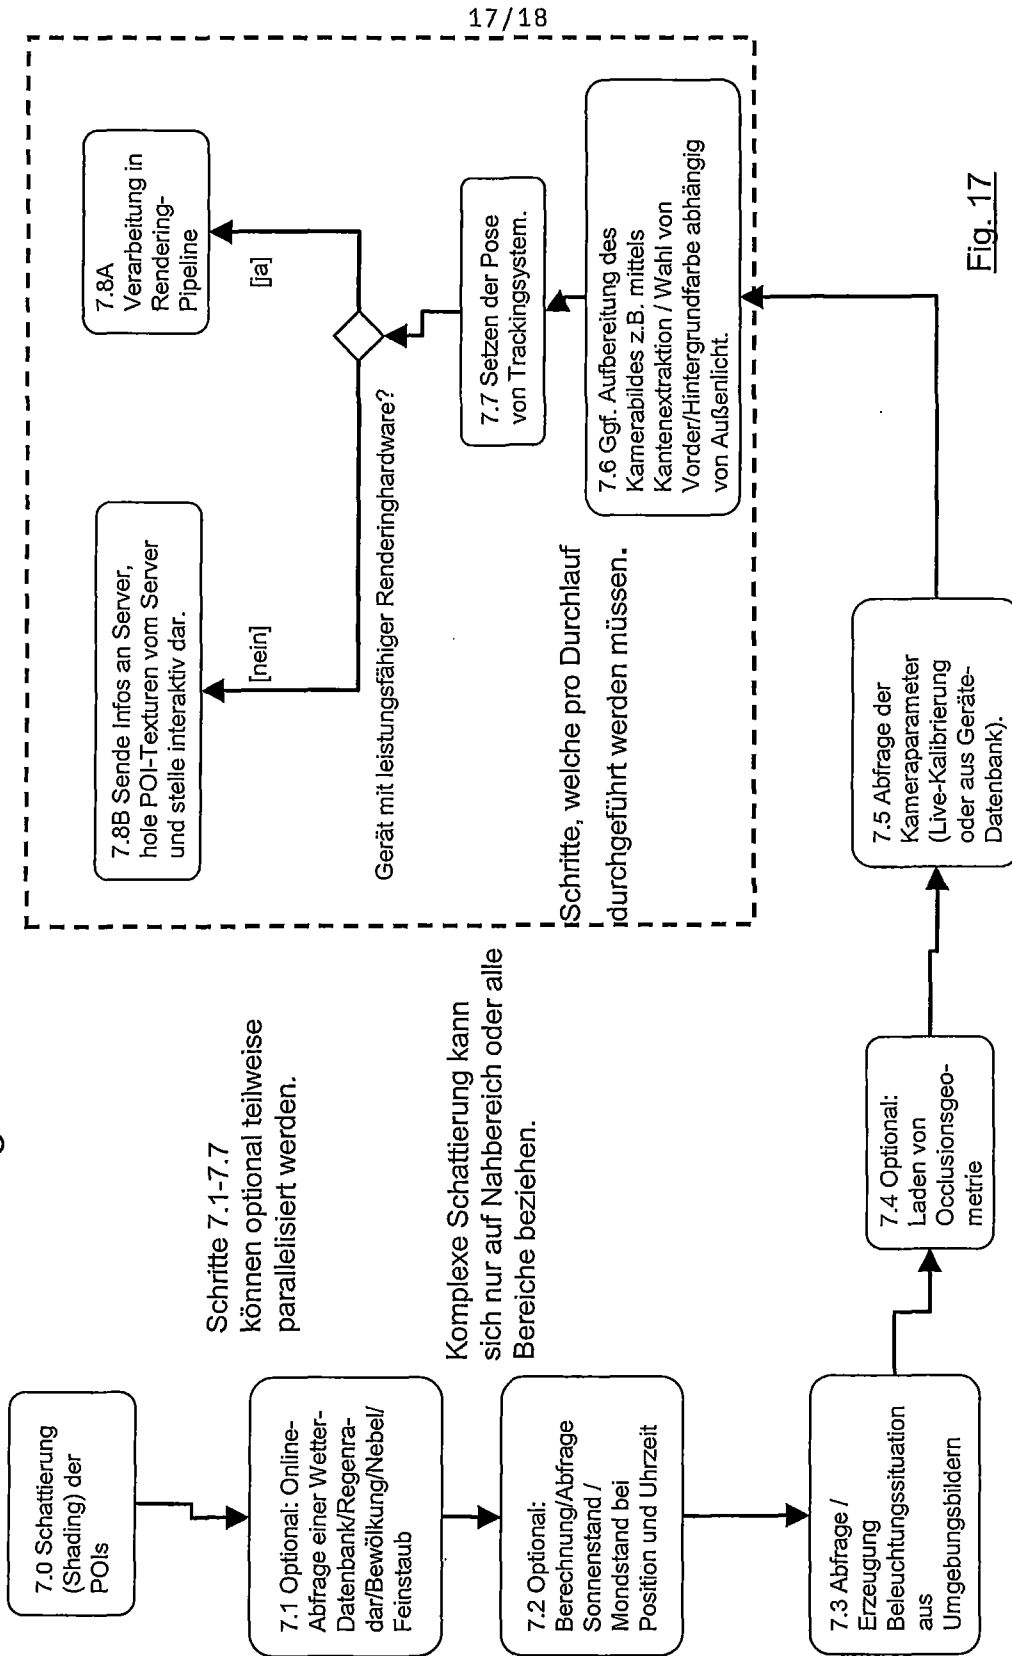 17/18
7.0 Schattierung
(Shading) der
POIs
7.1 Optional: Online-
Abfrage einer Wetter-
Datenbank/Regenra-
dar/Bewölkung/Nebel/
Feinstaub
7.2 Optional:
Berechnung/Abfrage
Sonnenstand /
Mondstand bei
Position und Uhrzeit
7.3 Abfrage /
Erzeugung
Beleuchtungssituation
aus
Umgebungsbildern
Schritte 7.1-7.7
können optional teilweise
parallelisiert werden.
Komplexe Schattierung kann
sich nur auf Nahbereich oder alle
Bereiche beziehen.
7.4 Optional:
Laden von
Occlusionsgeo-
metrie
7.5 Abfrage der
Kameraparameter
(Live-Kalibrierung
oder aus Geräte-
Datenbank).
Schritte, welche pro Durchlauf
durchgeführt werden müssen.
7.6 Ggf. Aufbereitung des
Kamerabildes z.B. mittels
Kantenextraktion / Wahl von
Vorder/Hintergrundfarbe abhängig
von Außenlicht.
7.7 Setzen der Pose
von Trackingsystem.
Gerät mit leistungsfähiger Renderinghardware?
[nein]
[ja]
7.8B Sende Infos an Server,
hole POI-Texturen vom Server
und stelle interaktiv dar.
7.8A
Verarbeitung in
Rendering-
Pipeline
Fig. 17